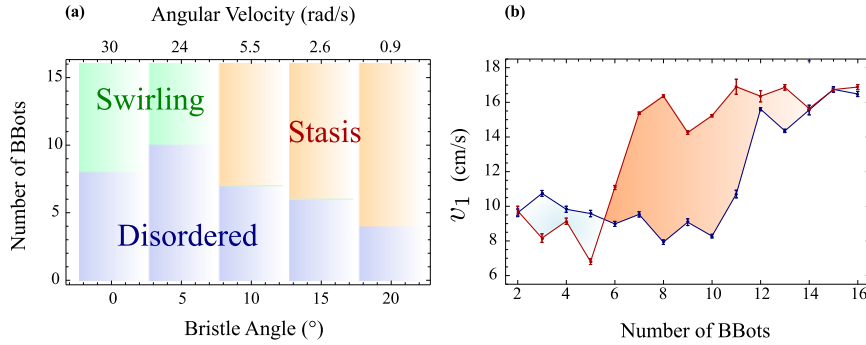 (a)
Angular Velocity (rad/s)
30 24 5.5 2.6 0.9
Number of BBots
15
10
5
0
Swirling
Stasis
Disordered
0 5 10 15 20
Bristle Angle (°)
(b)
v₁ (cm/s)
18
16
14
12
10
8
6
2 4 6 8 10 12 14 16
Number of BBots